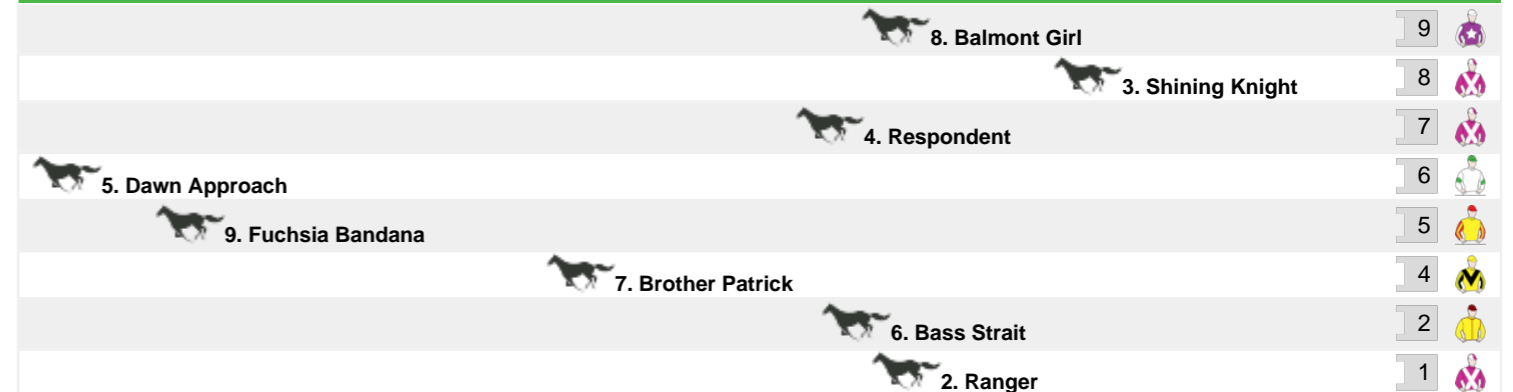 8. Balmont Girl 9
3. Shining Knight 8
4. Respondent 7
5. Dawn Approach 6
9. Fuchsia Bandana 5
7. Brother Patrick 4
6. Bass Strait 2
2. Ranger 1